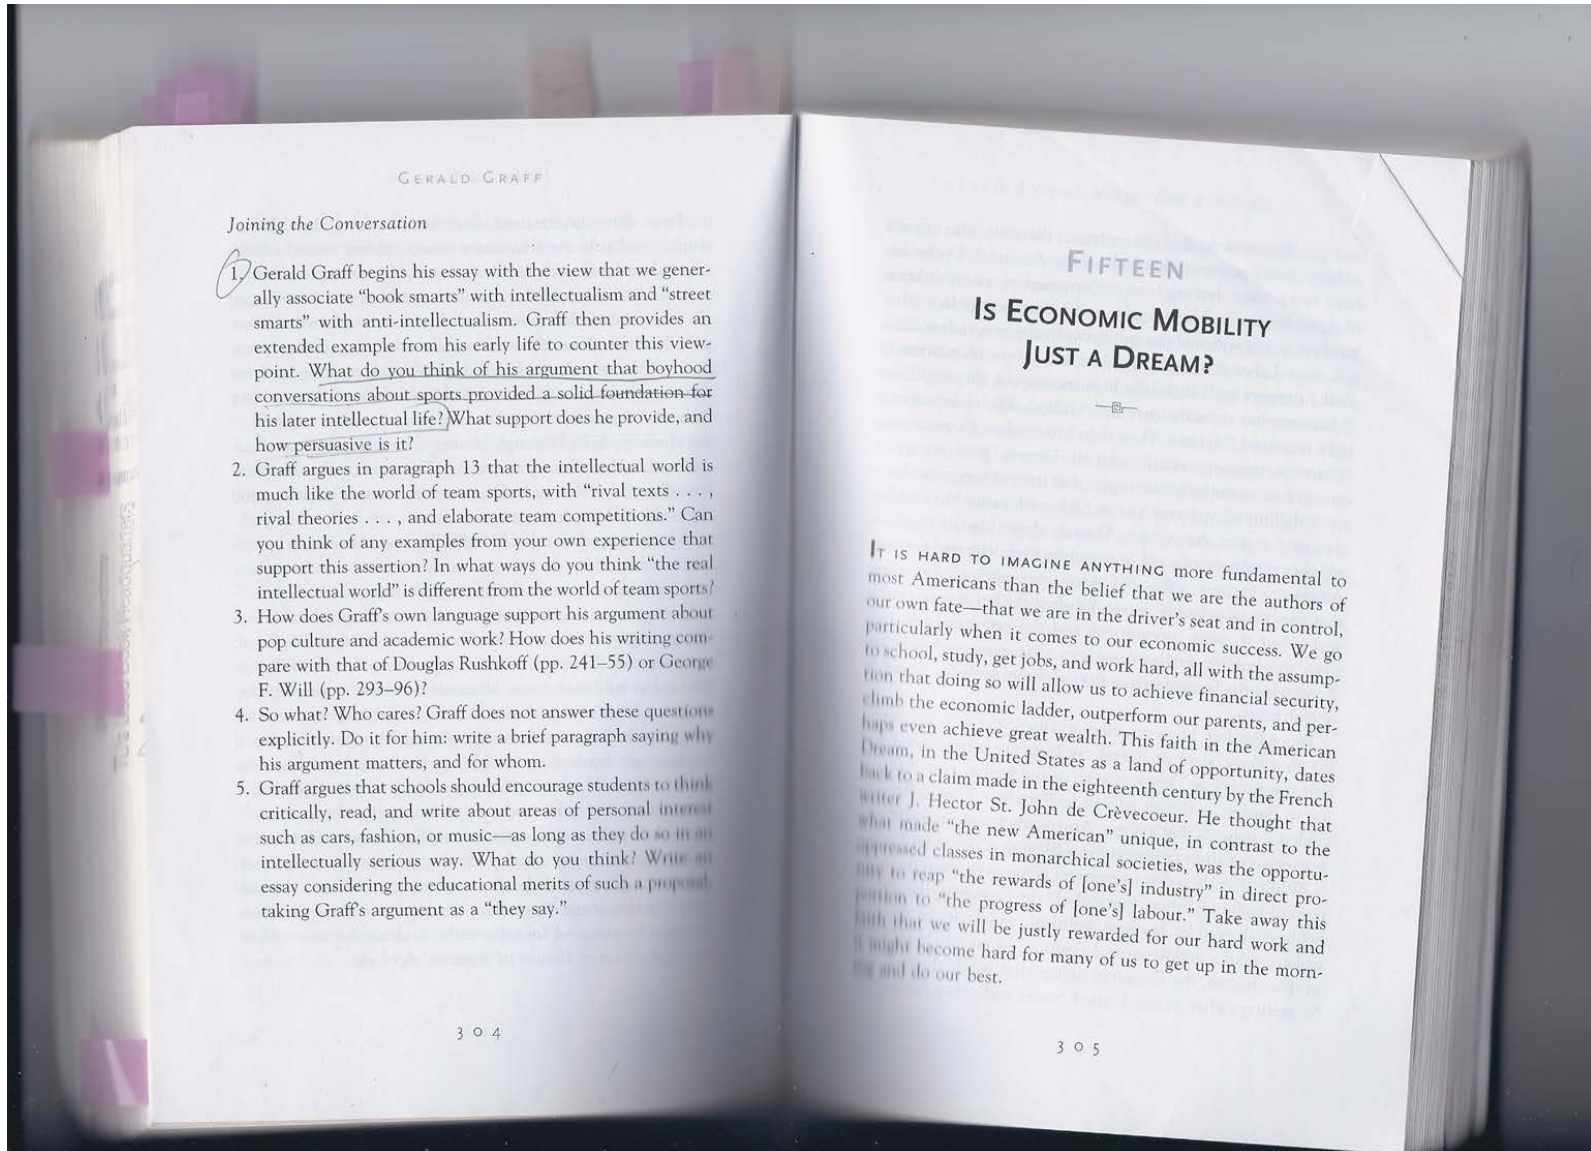 GERALD GRAFF
Joining the Conversation
1. Gerald Graff begins his essay with the view that we gener-
ally associate “book smarts” with intellectualism and “street
smarts” with anti-intellectualism. Graff then provides an
extended example from his early life to counter this view-
point. What do you think of his argument that boyhood
conversations about sports provided a solid foundation for
his later intellectual life? What support does he provide, and
how persuasive is it?
2. Graff argues in paragraph 13 that the intellectual world is
much like the world of team sports, with “rival texts . . . ,
rival theories . . . , and elaborate team competitions.” Can
you think of any examples from your own experience that
support this assertion? In what ways do you think “the real
intellectual world” is different from the world of team sports?
3. How does Graff’s own language support his argument about
pop culture and academic work? How does his writing com-
pare with that of Douglas Rushkoff (pp. 241–55) or George
F. Will (pp. 293–96)?
4. So what? Who cares? Graff does not answer these questions
explicitly. Do it for him: write a brief paragraph saying why
his argument matters, and for whom.
5. Graff argues that schools should encourage students to think
critically, read, and write about areas of personal interest
such as cars, fashion, or music—as long as they do so in an
intellectually serious way. What do you think? Write an
essay considering the educational merits of such a proposal,
taking Graff’s argument as a “they say.”
3 0 4
FIFTEEN
IS ECONOMIC MOBILITY
JUST A DREAM?
IT IS HARD TO IMAGINE ANYTHING more fundamental to
most Americans than the belief that we are the authors of
our own fate—that we are in the driver’s seat and in control,
particularly when it comes to our economic success. We go
to school, study, get jobs, and work hard, all with the assump-
tion that doing so will allow us to achieve financial security,
climb the economic ladder, outperform our parents, and per-
haps even achieve great wealth. This faith in the American
Dream, in the United States as a land of opportunity, dates
back to a claim made in the eighteenth century by the French
writer J. Hector St. John de Crèvecoeur. He thought that
what made “the new American” unique, in contrast to the
oppressed classes in monarchical societies, was the opportu-
nity to reap “the rewards of [one’s] industry” in direct pro-
portion to “the progress of [one’s] labour.” Take away this
faith that we will be justly rewarded for our hard work and
it might become hard for many of us to get up in the morn-
ing and do our best.
3 0 5